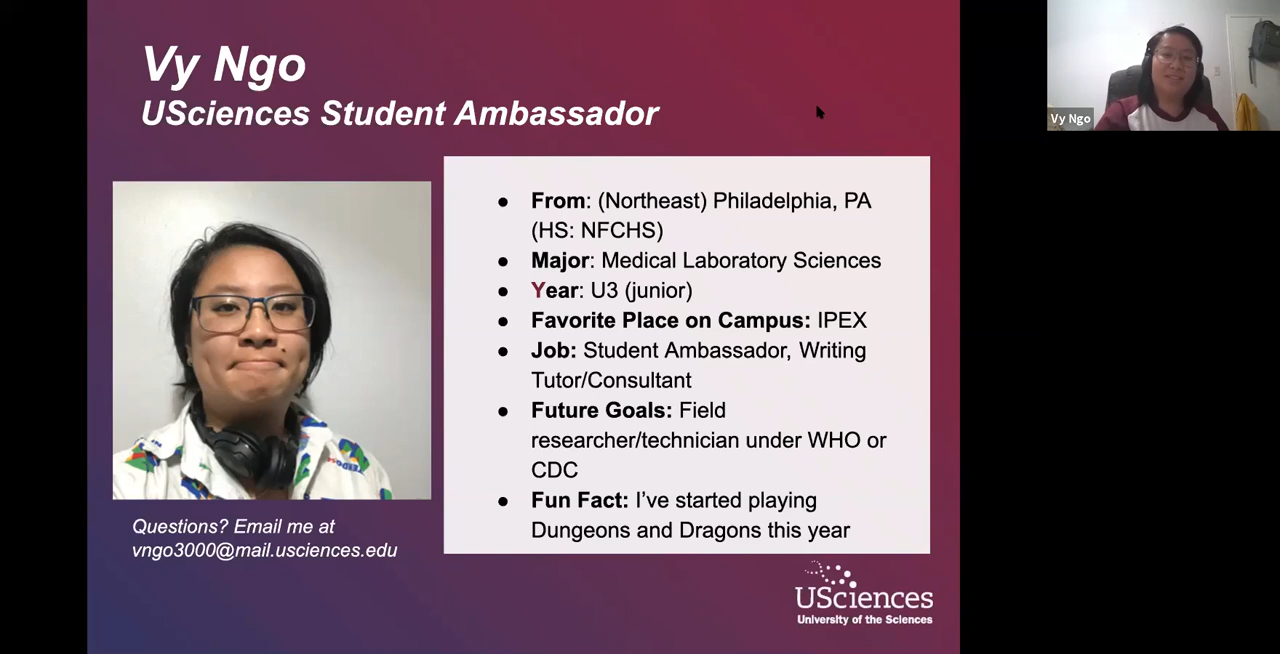 Vy Ngo
USciences Student Ambassador
Vy Ngo
● From: (Northeast) Philadelphia, PA
(HS: NFCHS)
● Major: Medical Laboratory Sciences
● Year: U3 (junior)
● Favorite Place on Campus: IPEX
● Job: Student Ambassador, Writing
Tutor/Consultant
● Future Goals: Field
researcher/technician under WHO or
CDC
● Fun Fact: I’ve started playing
Dungeons and Dragons this year
Questions? Email me at
vngo3000@mail.usciences.edu
USciences
University of the Sciences